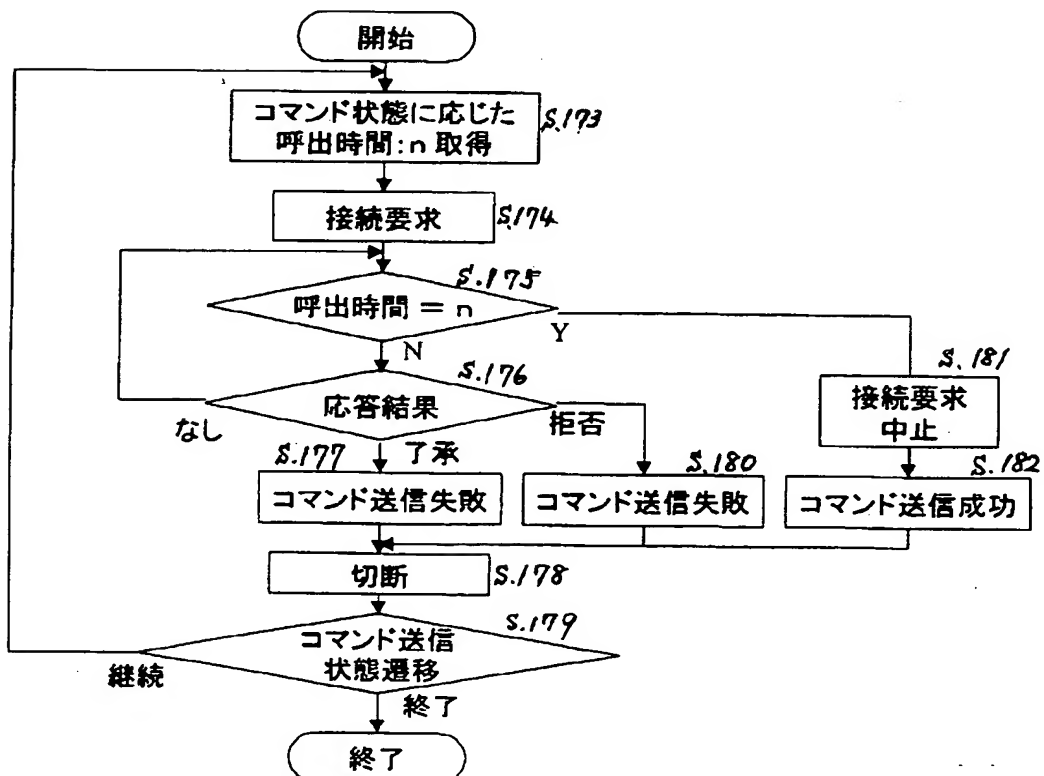 開始
コマンド状態に応じた
呼出時間:n 取得
S.173
接続要求
S.174
S.175
呼出時間 = n
Y
N
S.176
S.181
応答結果
接続要求
中止
なし
拒否
了承
S.177
S.180
S.182
コマンド送信失敗
コマンド送信失敗
コマンド送信成功
切断
S.178
S.179
コマンド送信
状態遷移
継続
終了
終了